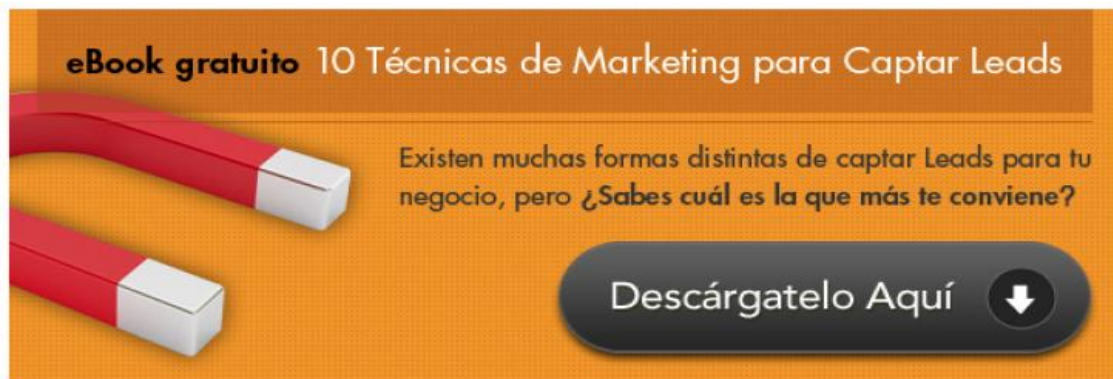 eBook gratuito 10 Técnicas de Marketing para Captar Leads
Existen muchas formas distintas de captar Leads para tu
negocio, pero ¿Sabes cuál es la que más te conviene?
Descárgatelo Aquí